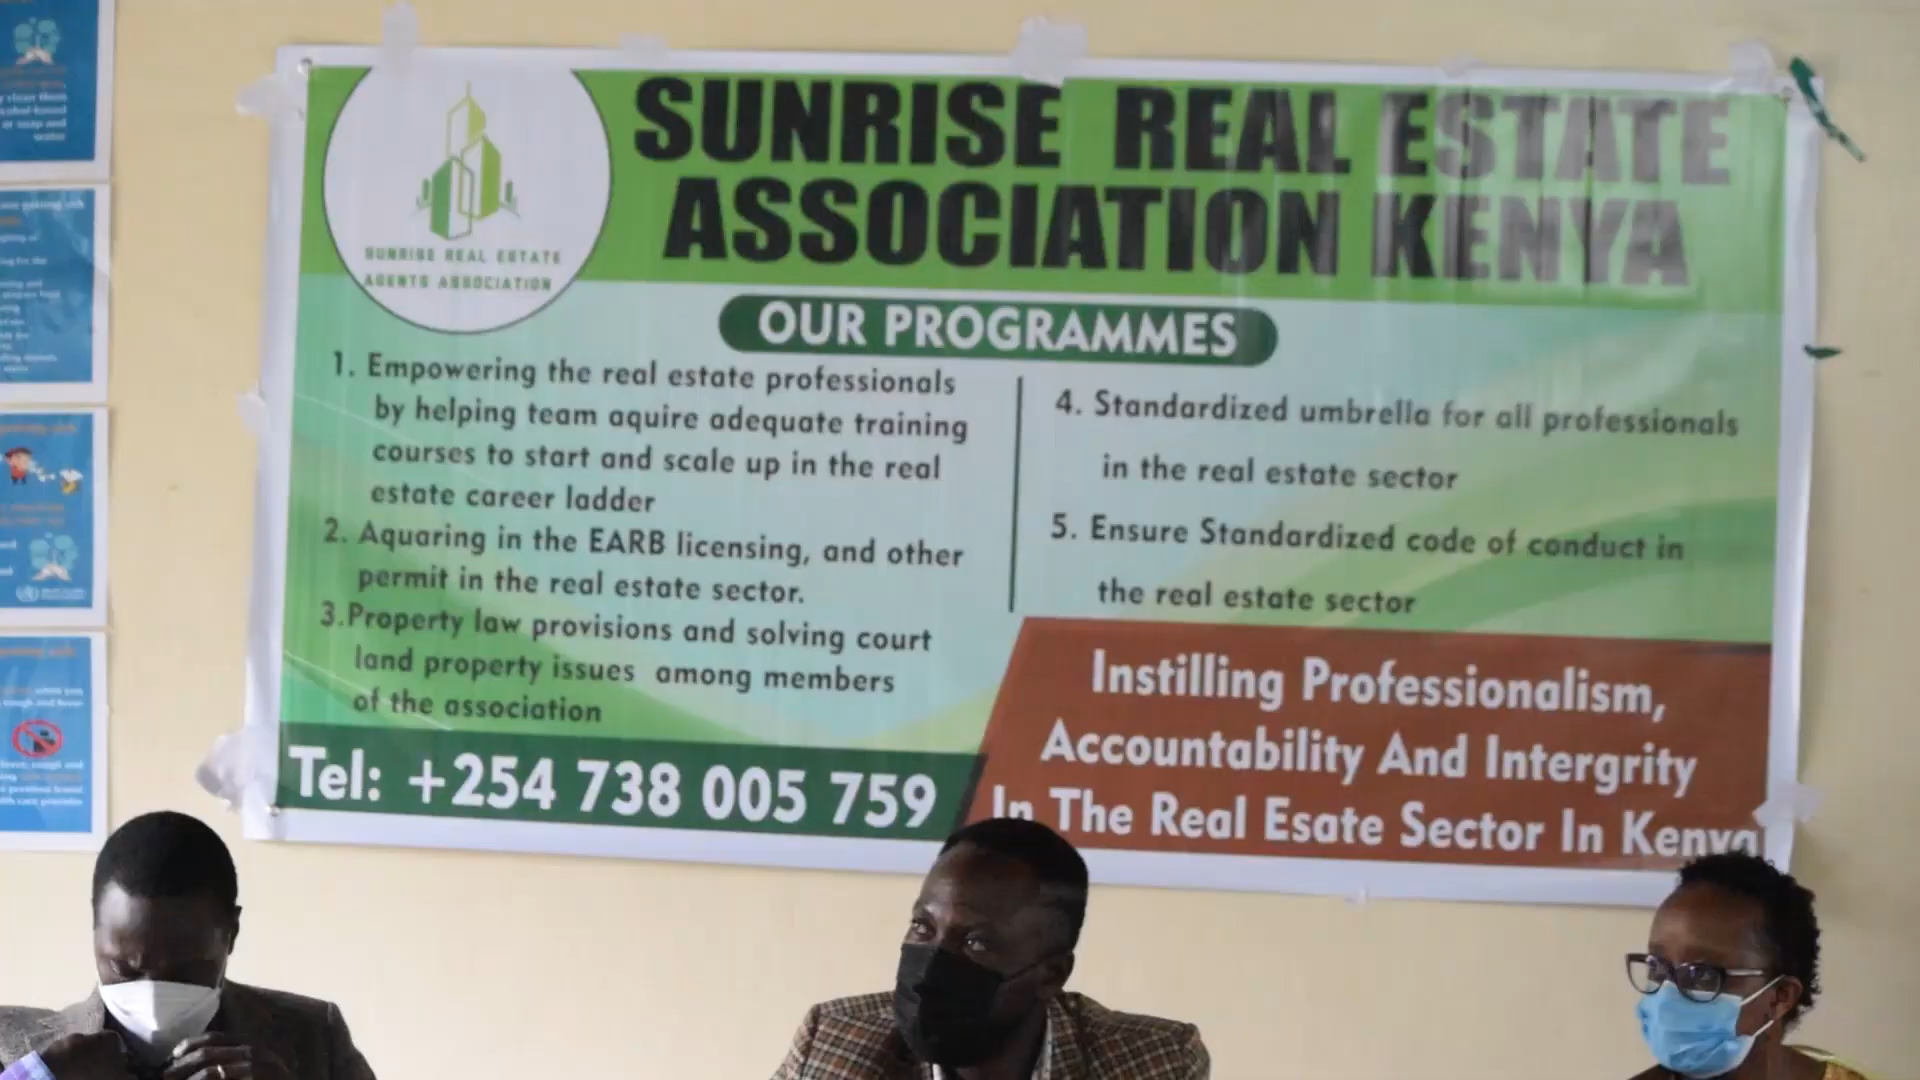 SUNRISE REAL ESTATE
ASSOCIATION KENYA
SUNRISE REAL ESTATE
AGENTS ASSOCIATION
OUR PROGRAMMES
1. Empowering the real estate professionals
by helping team aquire adequate training
courses to start and scale up in the real
estate career ladder
2. Aquaring in the EARB licensing, and other
permit in the real estate sector.
3.Property law provisions and solving court
land property issues among members
of the association
4. Standardized umbrella for all professionals
in the real estate sector
5. Ensure Standardized code of conduct in
the real estate sector
Tel: +254 738 005 759
Instilling Professionalism,
Accountability And Intergrity
In The Real Esate Sector In Kenya